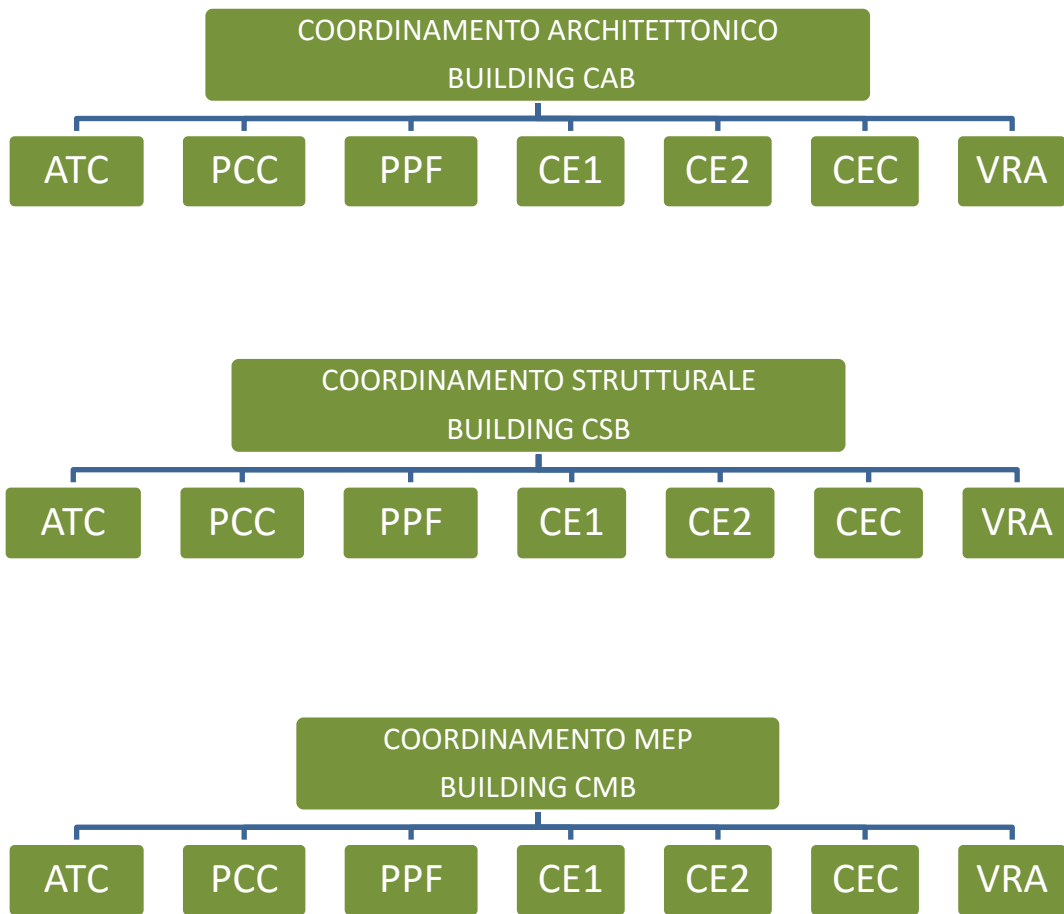 COORDINAMENTO ARCHITETTONICO
BUILDING CAB
ATC PCC PPF CE1 CE2 CEC VRA
COORDINAMENTO STRUTTURALE
BUILDING CSB
ATC PCC PPF CE1 CE2 CEC VRA
COORDINAMENTO MEP
BUILDING CMB
ATC PCC PPF CE1 CE2 CEC VRA